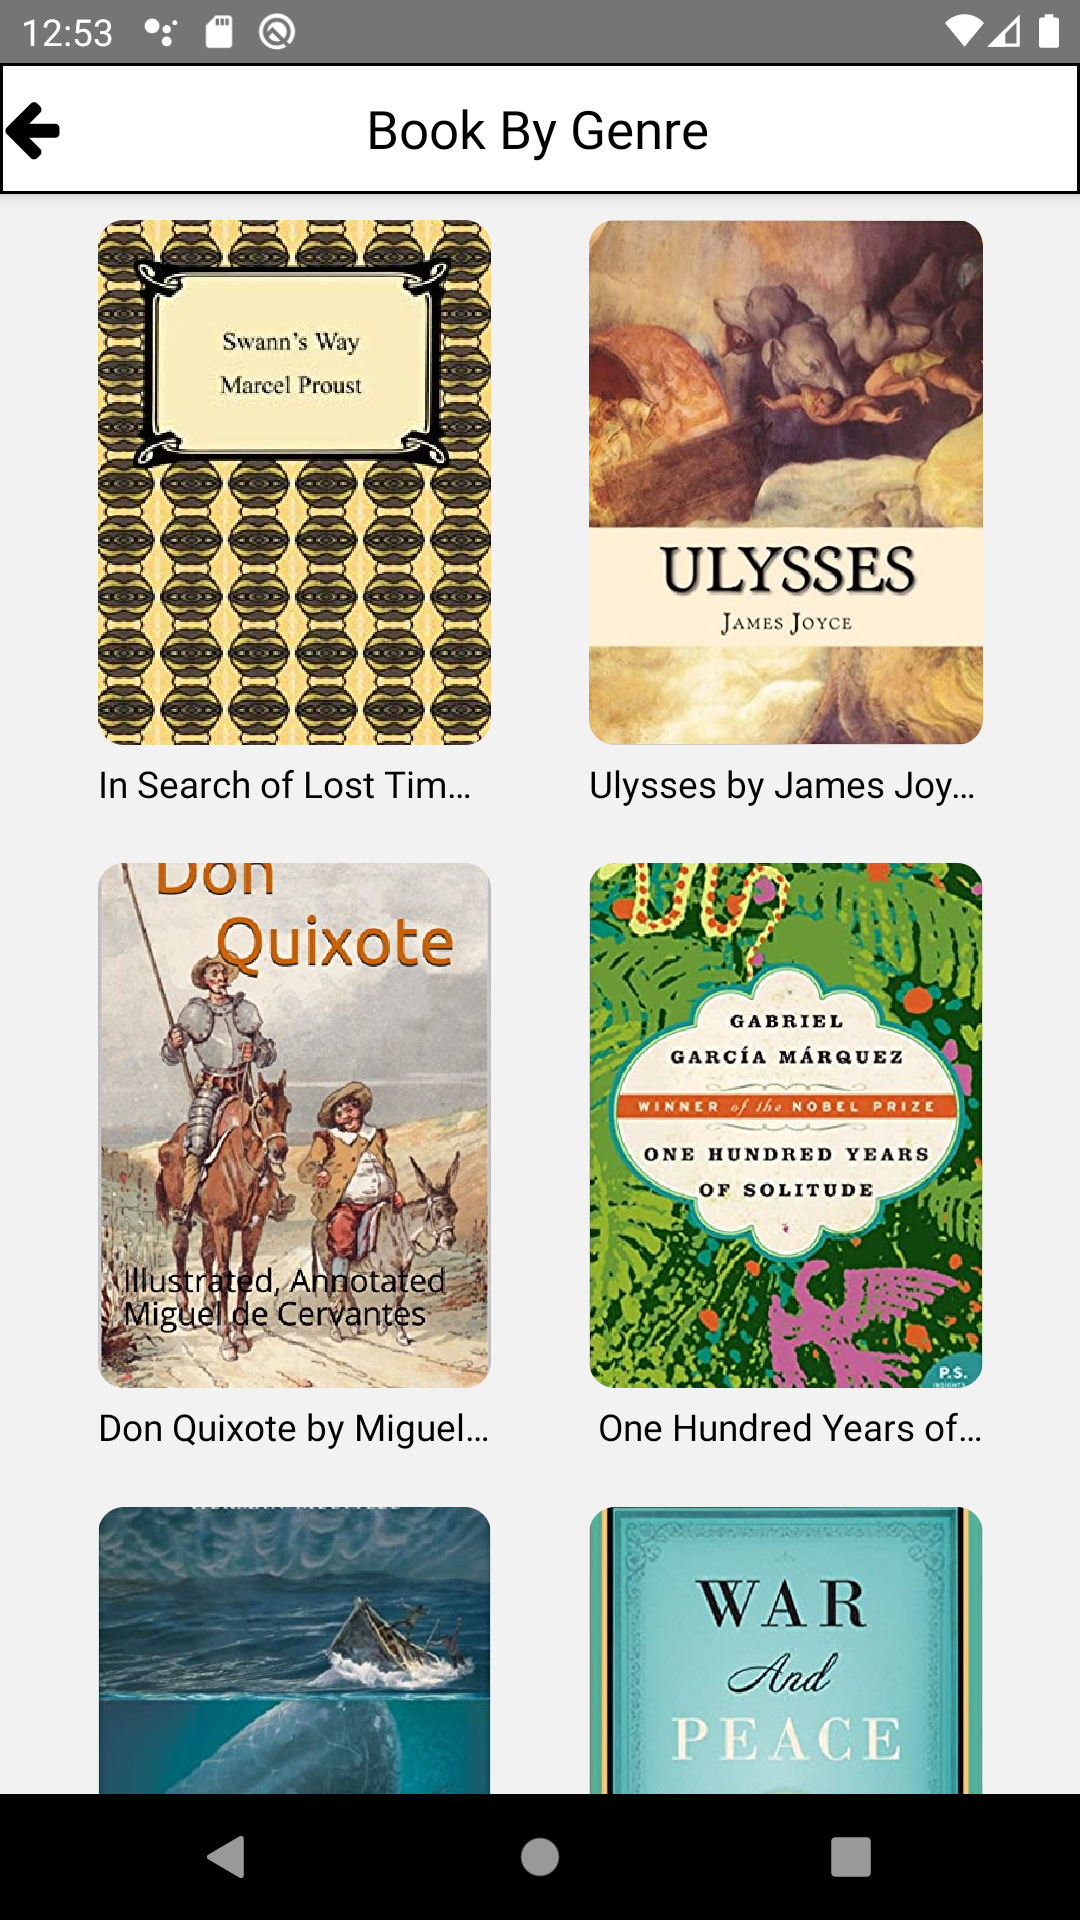 12:53
Book By Genre
Swann's Way
Marcel Proust
ULYSSES
JAMES JOYCE
In Search of Lost Tim...
Ulysses by James Joy...
Don
Quixote
Illustrated, Annotated
Miguel de Cervantes
GABRIEL
GARCÍA MÁRQUEZ
WINNER of the NOBEL PRIZE
ONE HUNDRED YEARS
OF SOLITUDE
P.S.
INSIGHTS
Don Quixote by Miguel...
One Hundred Years of...
WAR
And
PEACE